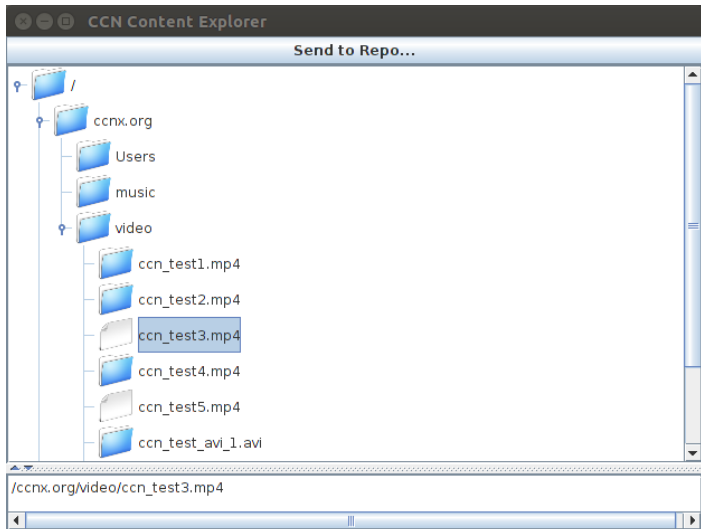 CCN Content Explorer
Send to Repo...
/
ccnx.org
Users
music
video
ccn_test1.mp4
ccn_test2.mp4
ccn_test3.mp4
ccn_test4.mp4
ccn_test5.mp4
ccn_test_avi_1.avi
/ccnx.org/video/ccn_test3.mp4